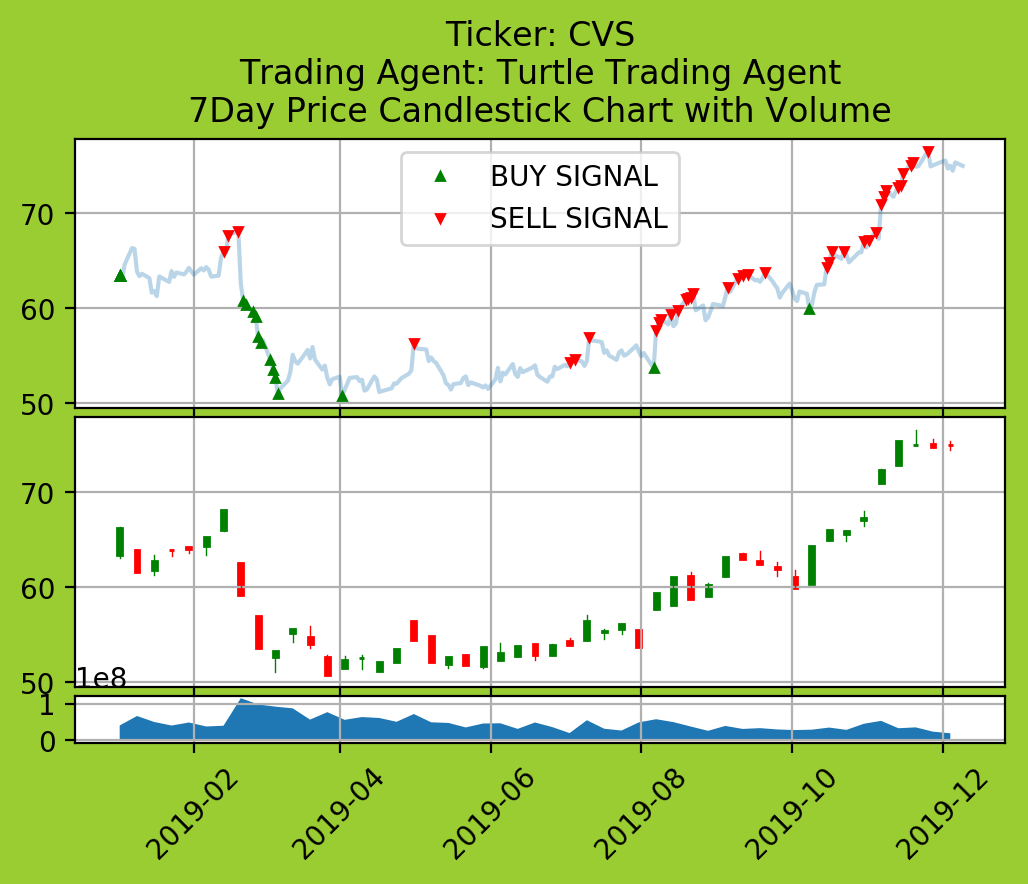 Ticker: CVS
Trading Agent: Turtle Trading Agent
7Day Price Candlestick Chart with Volume
BUY SIGNAL
SELL SIGNAL
70
60
50
70
60
50
1e8
1
0
2019-02
2019-04
2019-06
2019-08
2019-10
2019-12